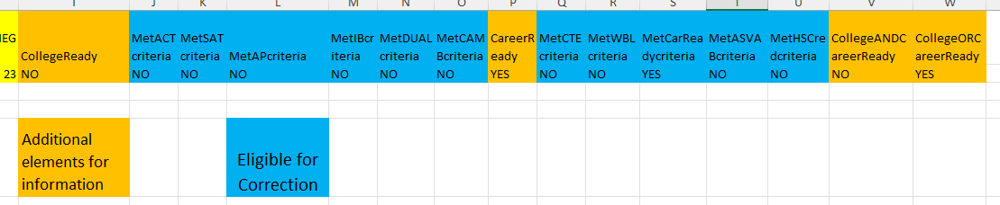 I J K L M N O P Q R S T U V W
MetACT MetSAT MetIBcr MetDUAL MetCAM CareerR MetCTE MetWBL MetCarRea MetASVA MetHSCre CollegeANDC CollegeORC
CollegeReady criteria criteria MetAPcriteria iteria criteria Bcriteria eady criteria criteria dycriteria Bcriteria dcriteria areerReady areerReady
23 NO NO NO NO NO NO NO YES NO NO YES NO NO NO YES
Additional
elements for
information
Eligible for
Correction